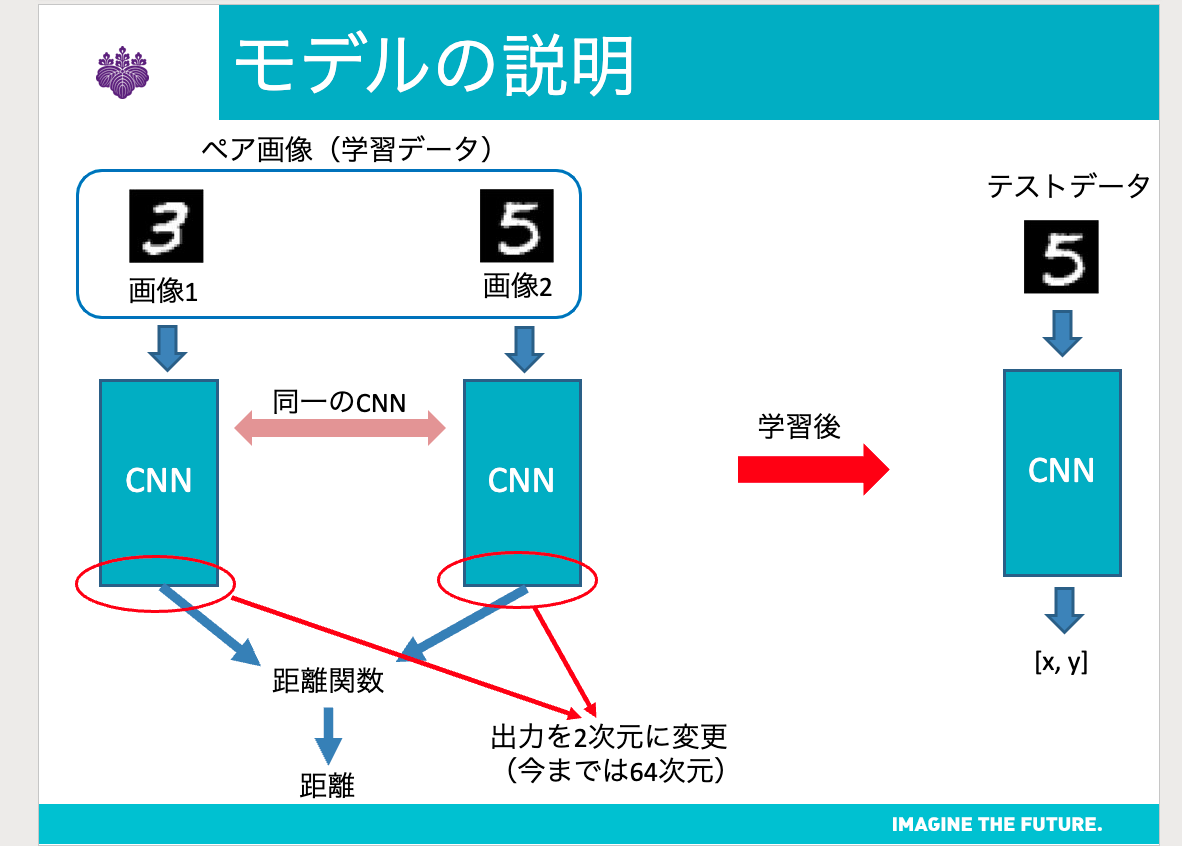 モデルの説明
ペア画像（学習データ）
3
5
画像1
画像2
同一のCNN
CNN
CNN
距離関数
距離
出力を2次元に変更
（今までは64次元）
学習後
テストデータ
5
CNN
[x, y]
IMAGINE THE FUTURE.